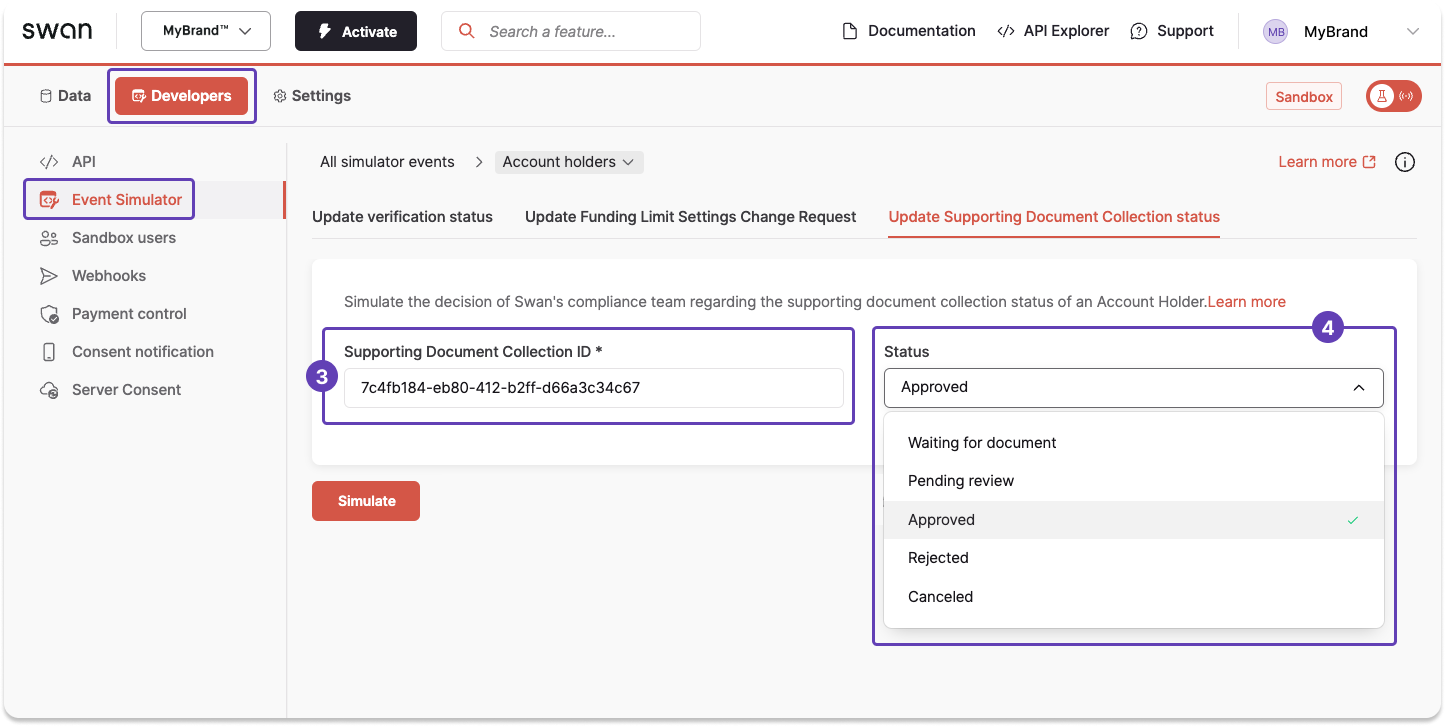 swan
MyBrand™
Activate
Search a feature...
Documentation
API Explorer
Support
MB
MyBrand
Data
Developers
Settings
Sandbox
API
Event Simulator
Sandbox users
Webhooks
Payment control
Consent notification
Server Consent
All simulator events
Account holders
Learn more
Update verification status
Update Funding Limit Settings Change Request
Update Supporting Document Collection status
Simulate the decision of Swan's compliance team regarding the supporting document collection status of an Account Holder.Learn more
3
Supporting Document Collection ID *
7c4fb184-eb80-412-b2ff-d66a3c34c67
4
Status
Approved
Waiting for document
Pending review
Approved
Rejected
Canceled
Simulate